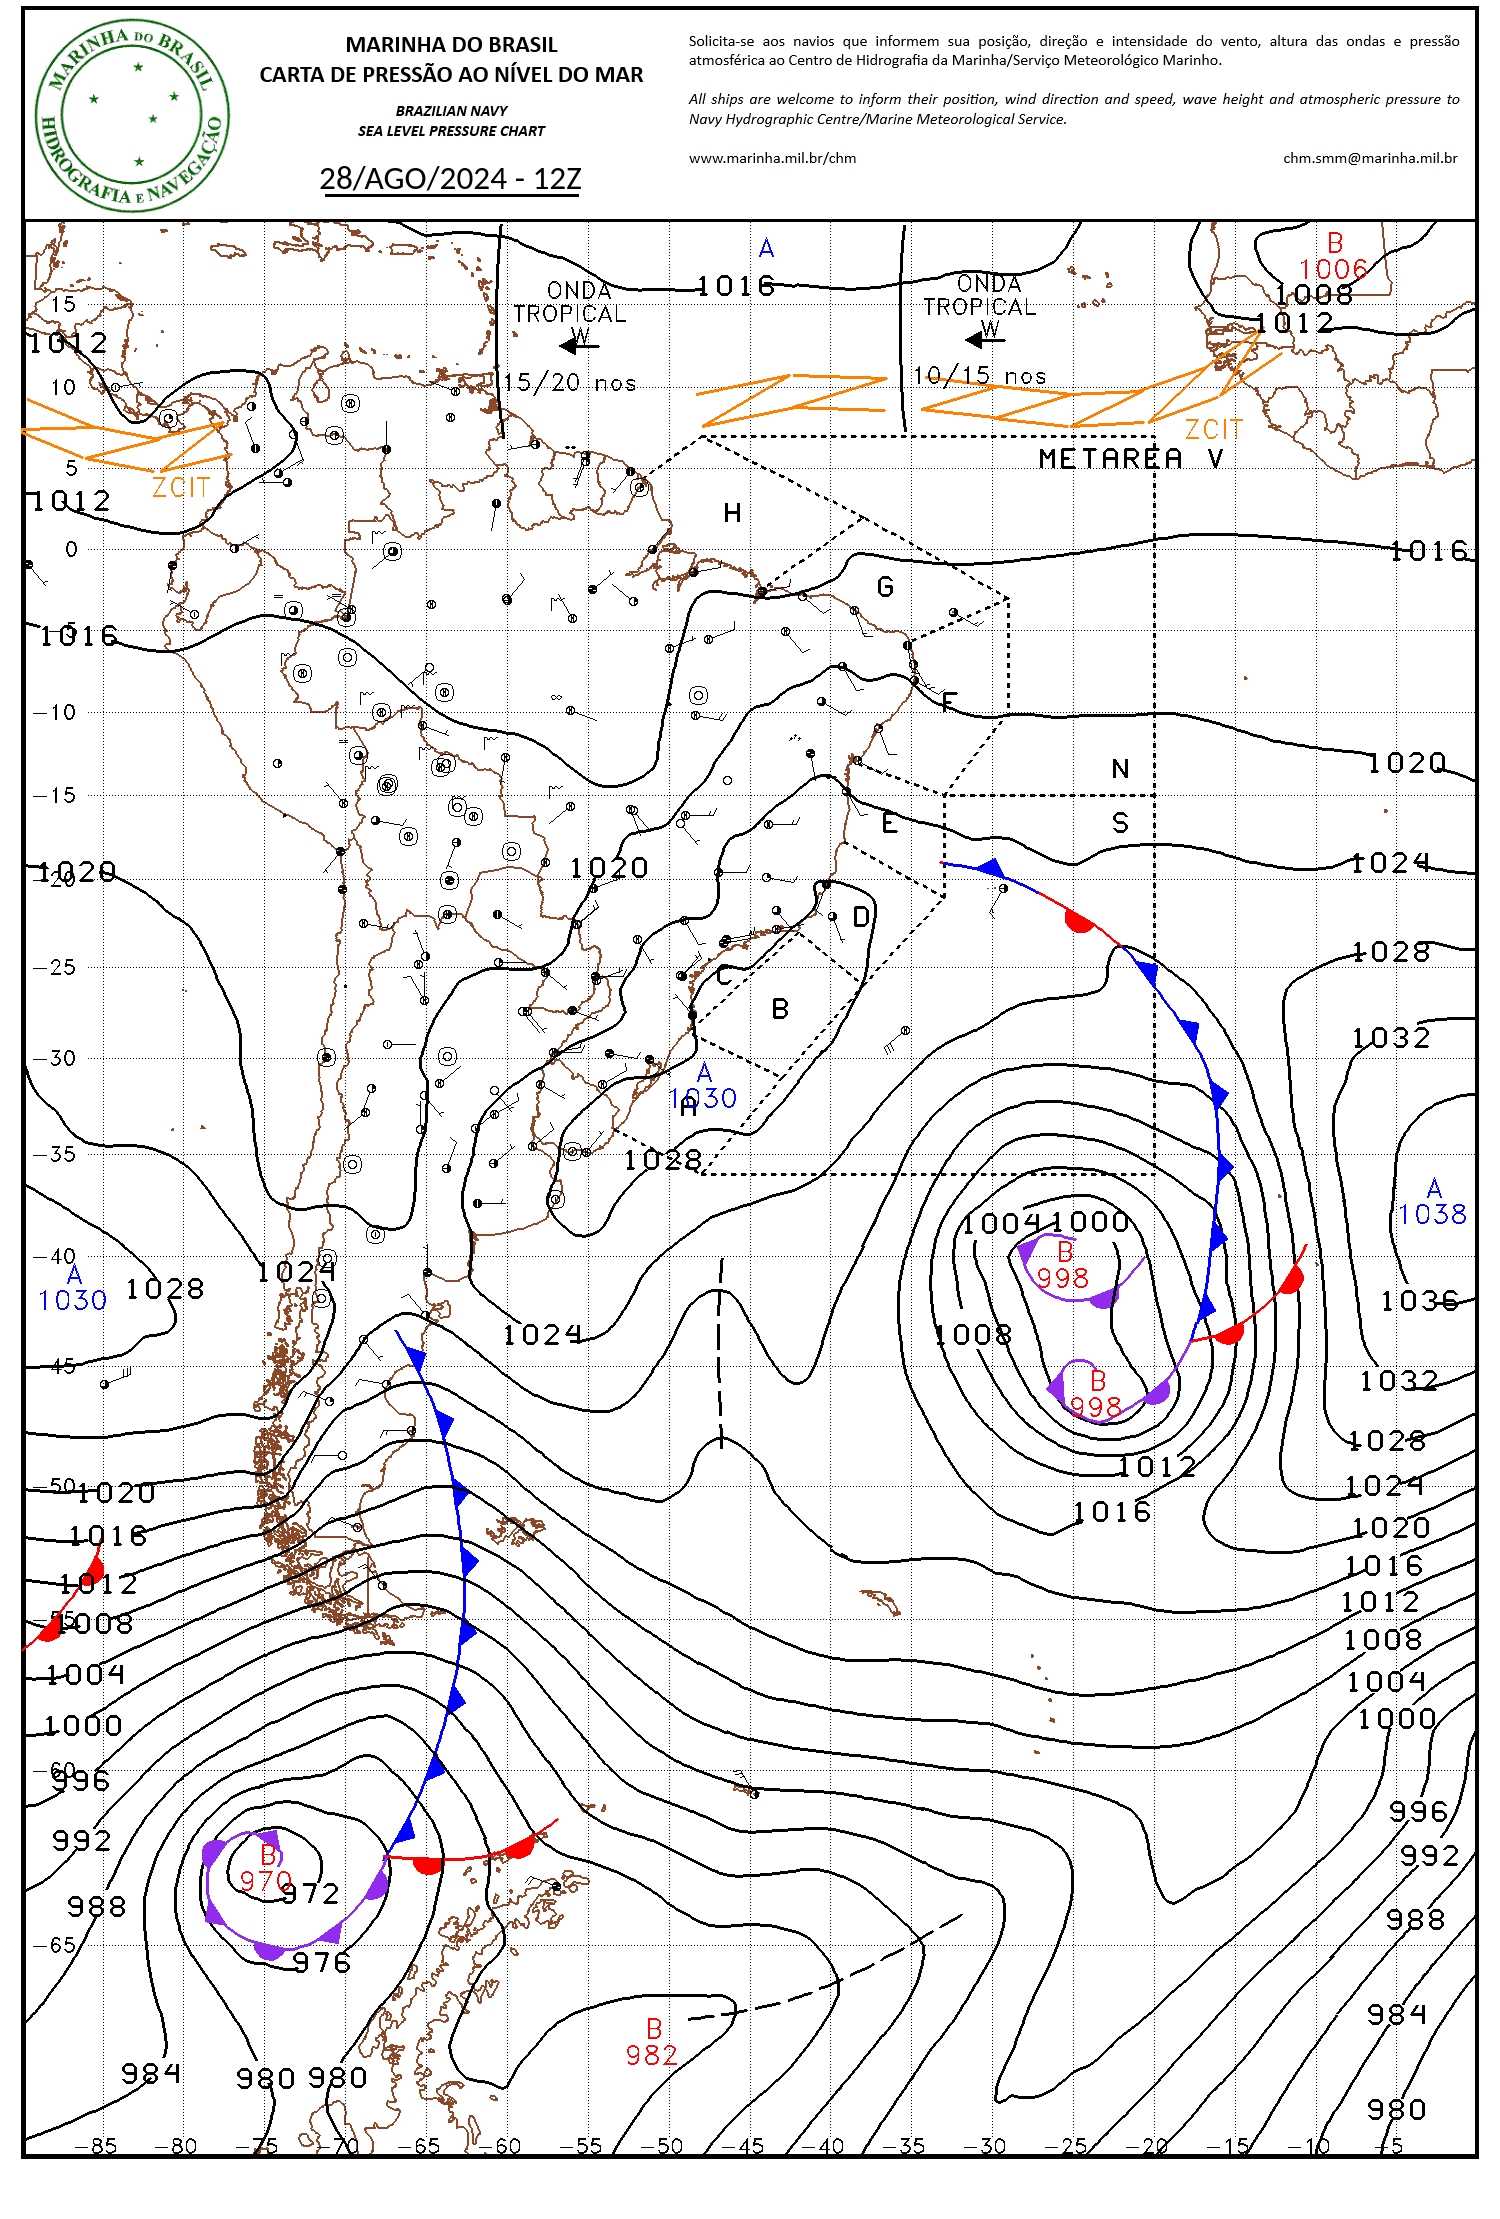 MARINHA DO BRASIL
HIDROGRAFIA E NAVEGAÇÃO
MARINHA DO BRASIL
CARTA DE PRESSÃO AO NÍVEL DO MAR
BRAZILIAN NAVY
SEA LEVEL PRESSURE CHART
28/AGO/2024 - 12Z
Solicita-se aos navios que informem sua posição, direção e intensidade do vento, altura das ondas e pressão
atmosférica ao Centro de Hidrografia da Marinha/Serviço Meteorológico Marinho.
All ships are welcome to inform their position, wind direction and speed, wave height and atmospheric pressure to
Navy Hydrographic Centre/Marine Meteorological Service.
www.marinha.mil.br/chm chm.smm@marinha.mil.br
A
B
1006
1016
ONDA
TROPICAL
W
ONDA
TROPICAL
W
1008
15
1012
1012
10
15/20 nos
10/15 nos
ZCIT
METAREA V
5
ZCIT
1012
H
0
1016
1016
G
-5
1016
F
-10
N
1020
-15
E
S
1020
1020
-20
1024
D
1028
-25
C
B
1032
-30
A
1030
A
1028
-35
A
1038
1004
1000
-40
B
998
1024
A
1030
1028
1036
1024
1008
-45
B
998
1032
1028
1012
-50
1020
1024
1016
1016
1020
1016
1012
1012
-55
1008
1008
1004
1004
1000
1000
-60
996
996
992
992
B
970
972
988
988
-65
976
984
B
982
984
980
980
980
-85 -80 -75 -70 -65 -60 -55 -50 -45 -40 -35 -30 -25 -20 -15 -10 -5